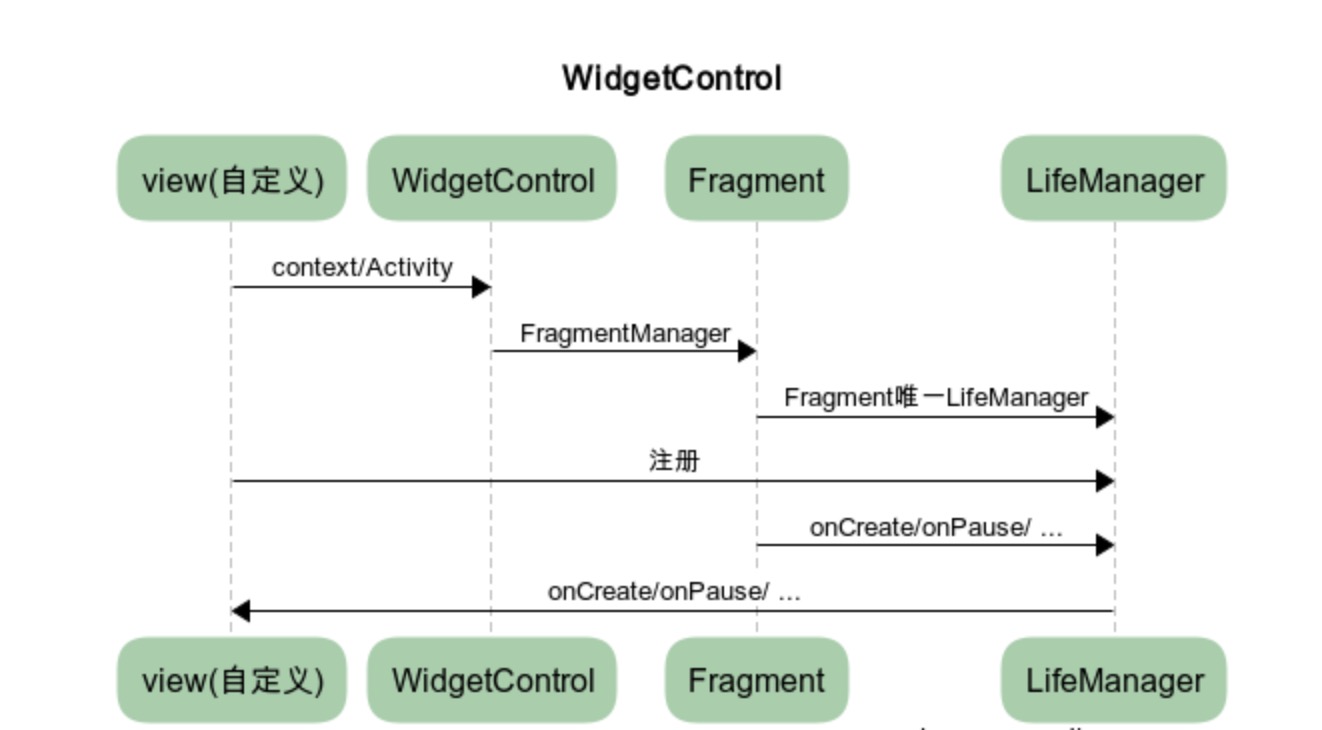 WidgetControl
view(自定义)
WidgetControl
Fragment
LifeManager
context/Activity
FragmentManager
Fragment唯一LifeManager
注册
onCreate/onPause/ ...
onCreate/onPause/ ...
view(自定义)
WidgetControl
Fragment
LifeManager